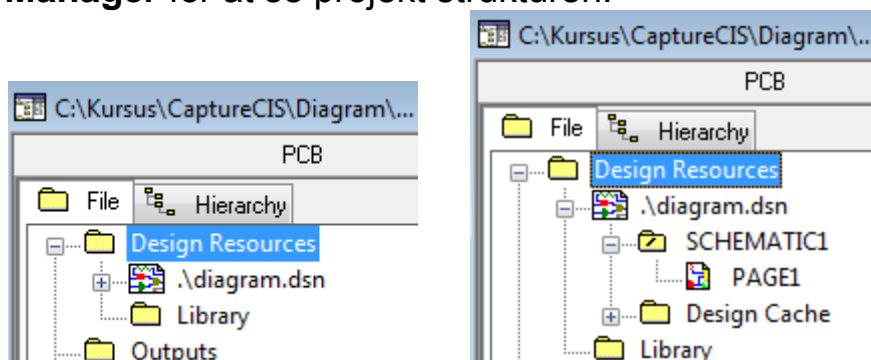 Manager for at se projekt strukturen.
C:\Kursus\CaptureCIS\Diagram\...
PCB
File Hierarchy
Design Resources
.\diagram.dsn
Library
Outputs
C:\Kursus\CaptureCIS\Diagram\...
PCB
File Hierarchy
Design Resources
.\diagram.dsn
SCHEMATIC1
PAGE1
Design Cache
Library